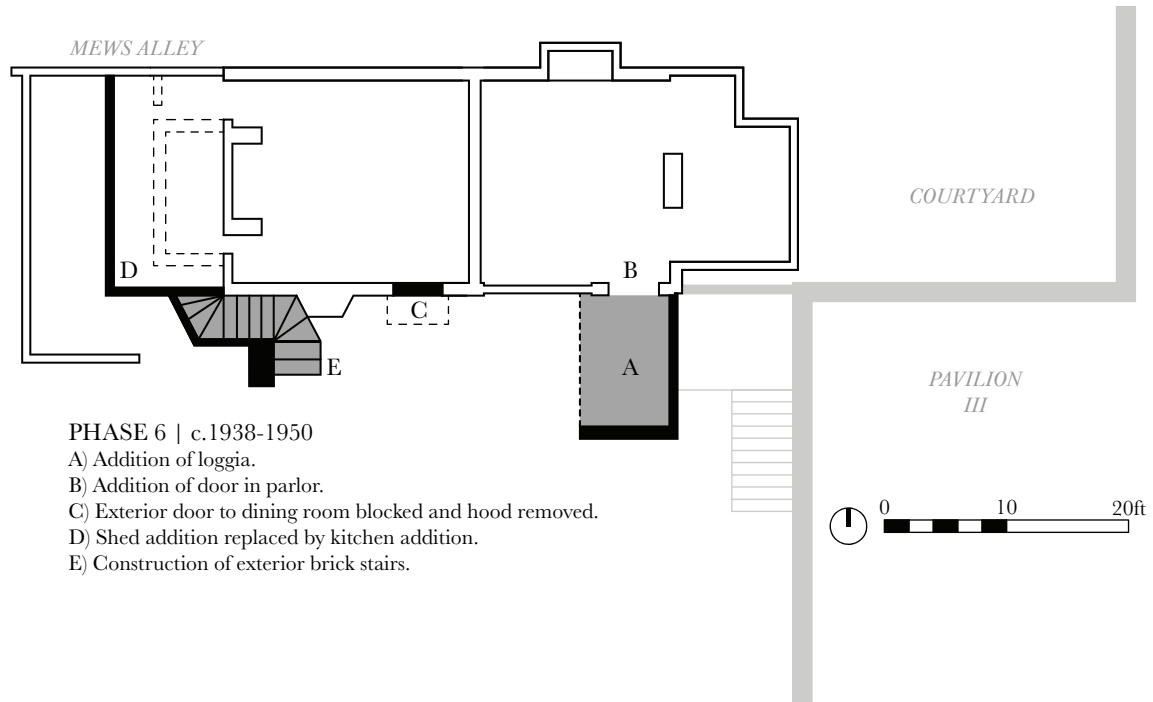 MEWS ALLEY
COURTYARD
D
B
C
A
E
PAVILION
III
PHASE 6 | c.1938-1950
A) Addition of loggia.
B) Addition of door in parlor.
C) Exterior door to dining room blocked and hood removed.
D) Shed addition replaced by kitchen addition.
E) Construction of exterior brick stairs.
0 10 20ft